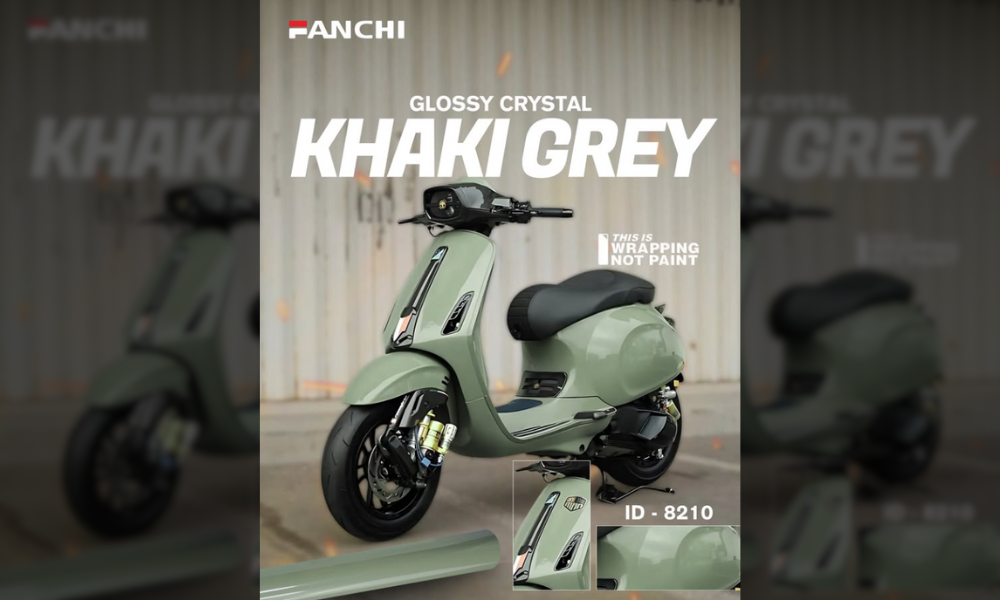 FANCHI
GLOSSY CRYSTAL
KHAKI GREY
THIS IS
WRAPPING
NOT PAINT
ID - 8210